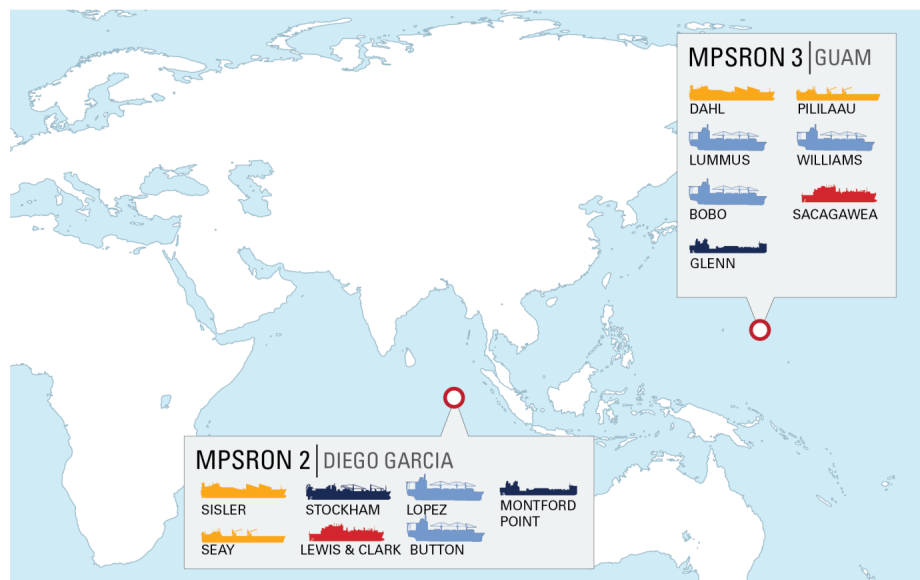 MPSRON 3 | GUAM
DAHL PILILAAU
LUMMUS WILLIAMS
BOBO SACAGAWEA
GLENN
MPSRON 2 | DIEGO GARCIA
SISLER STOCKHAM LOPEZ MONTFORD
POINT
SEAY LEWIS & CLARK BUTTON